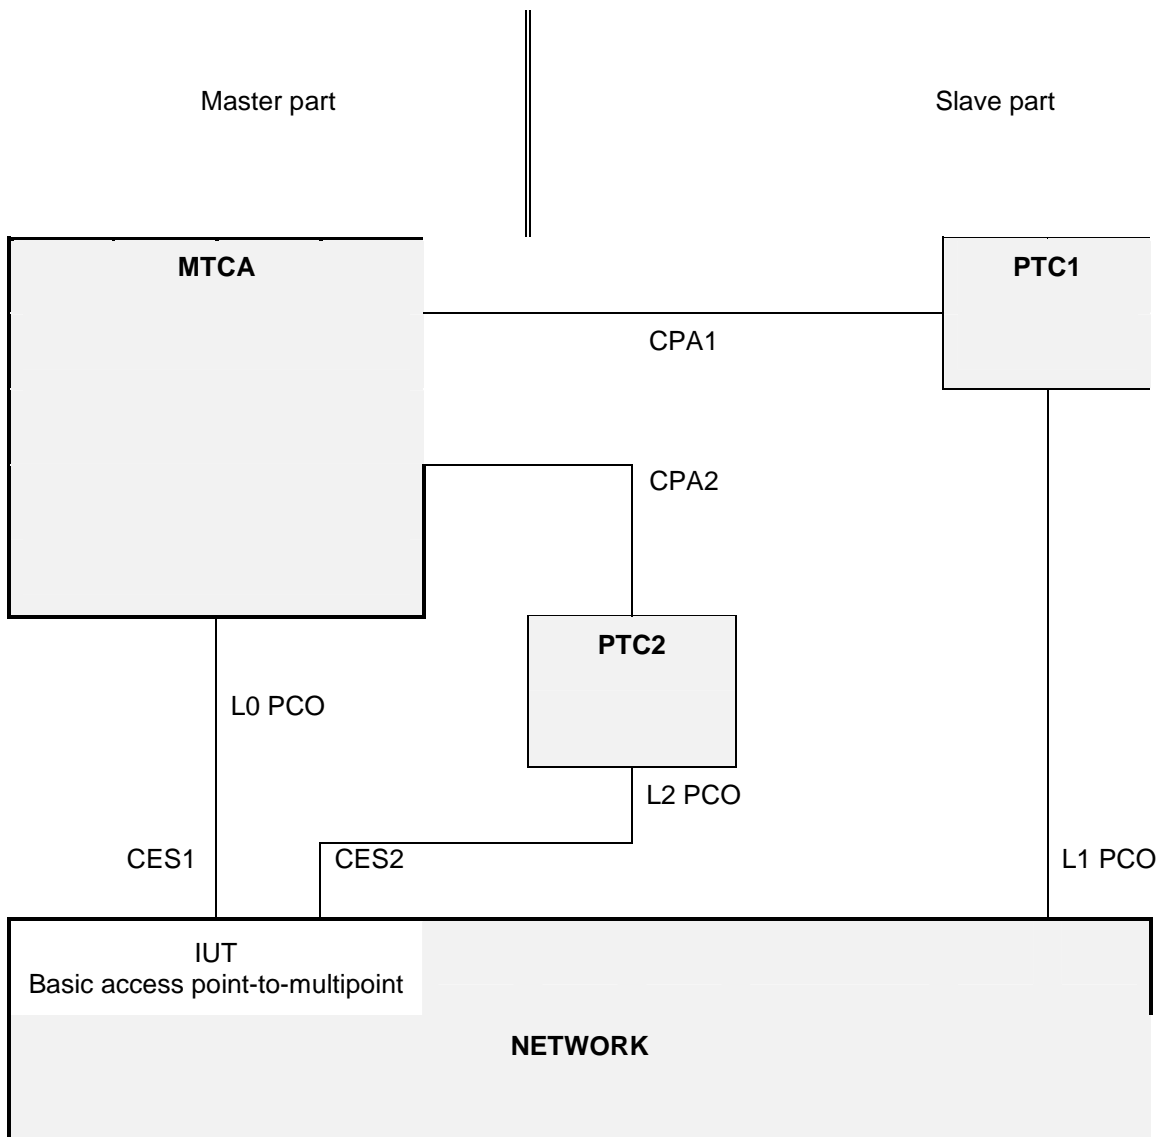 Master part
Slave part
MTCA
PTC1
CPA1
CPA2
PTC2
L0 PCO
L2 PCO
CES1
CES2
L1 PCO
IUT
Basic access point-to-multipoint
NETWORK